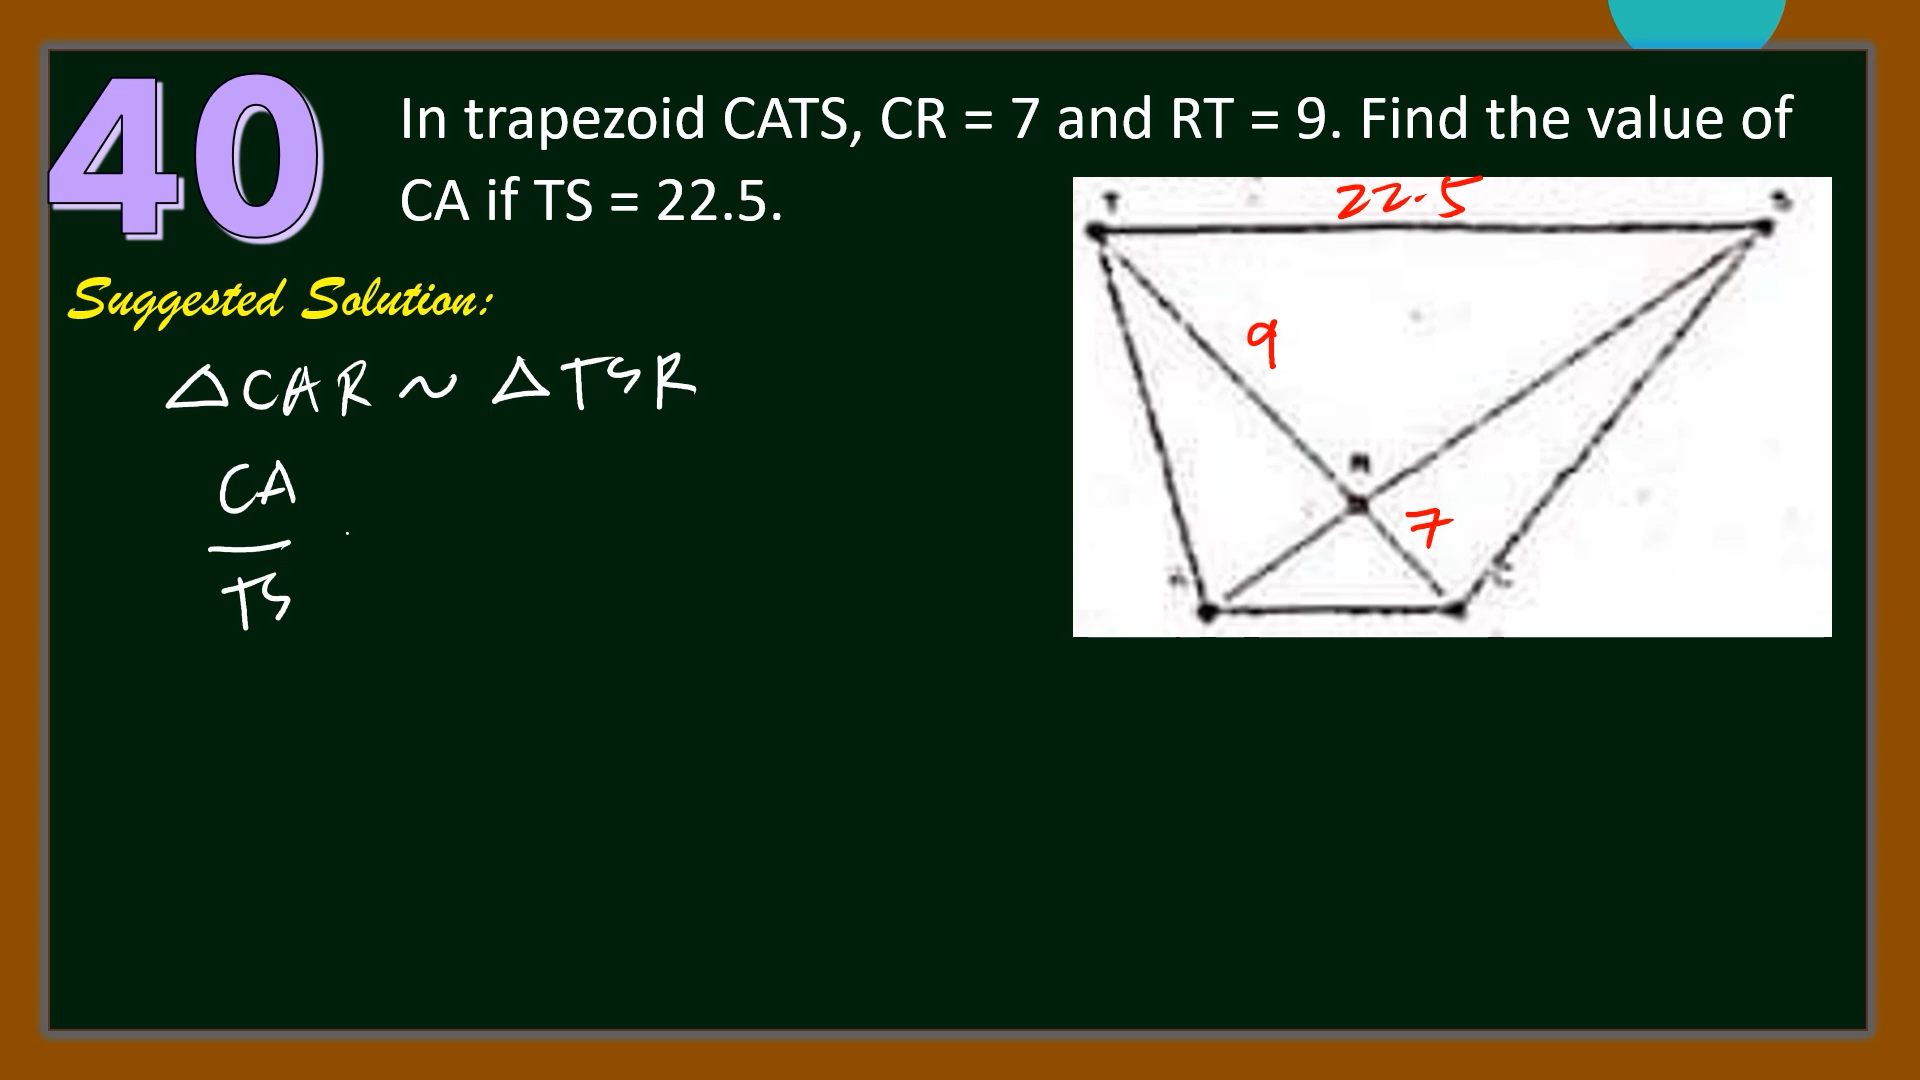 40
In trapezoid CATS, CR = 7 and RT = 9. Find the value of
CA if TS = 22.5.
Suggested Solution:
△CAR ~ △TSR
CA
TS
22.5
T
S
9
R
7
A
C